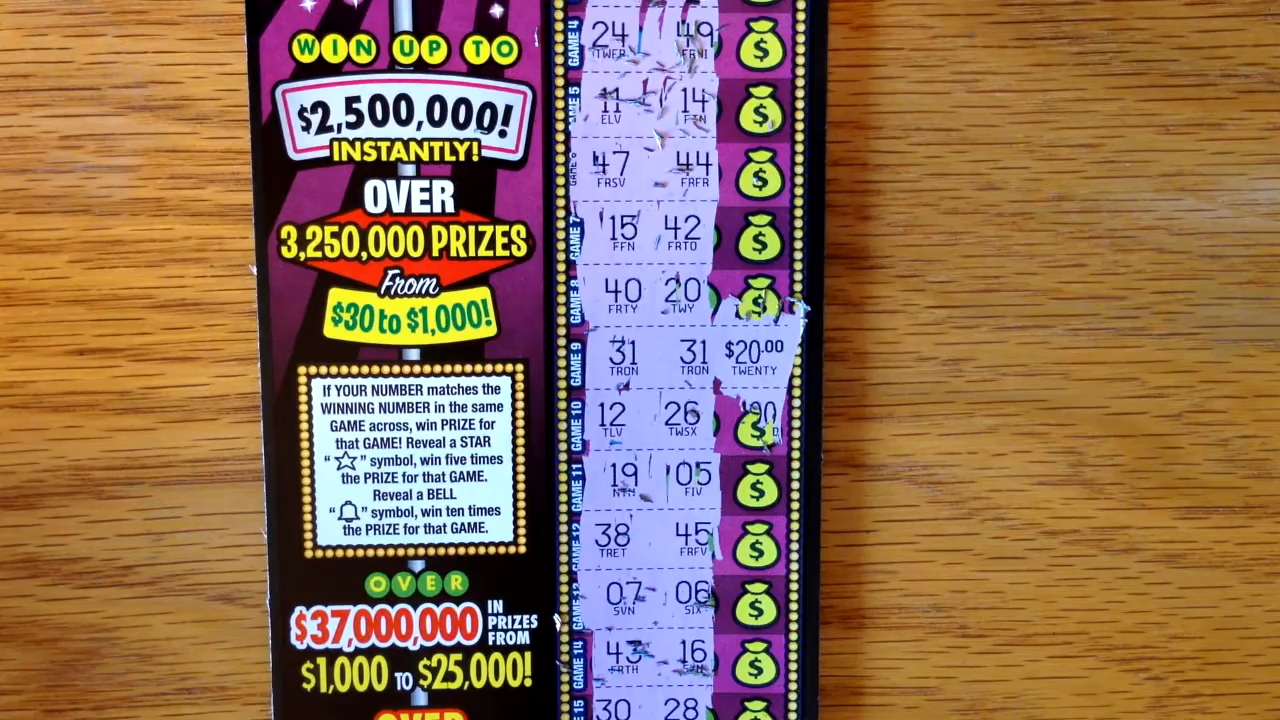 WIN UP TO
$2,500,000!
INSTANTLY!
OVER
3,250,000 PRIZES
From
$30 to $1,000!
If YOUR NUMBER matches the
WINNING NUMBER in the same
GAME across, win PRIZE for
that GAME! Reveal a STAR
"☆" symbol, win five times
the PRIZE for that GAME.
Reveal a BELL
"🔔" symbol, win ten times
the PRIZE for that GAME.
OVER
$37,000,000 IN PRIZES FROM
$1,000 TO $25,000!
OVER
GAME 4 24 49 $
TWFR FRNI
GAME 5 11 14 $
ELV FTN
GAME 6 47 44 $
FRSV FRFR
GAME 7 15 42 $
FFN FRTO
GAME 8 40 20 $
FRTY TWY
GAME 9 31 31 $20.00
TRON TRON TWENTY
GAME 10 12 26 $
TLV TWSX
GAME 11 19 05 $
NTN FIV
GAME 12 38 45 $
TRET FRFV
GAME 13 07 06 $
SVN SIX
GAME 14 43 16 $
FRTH SXN
15 30 28 $